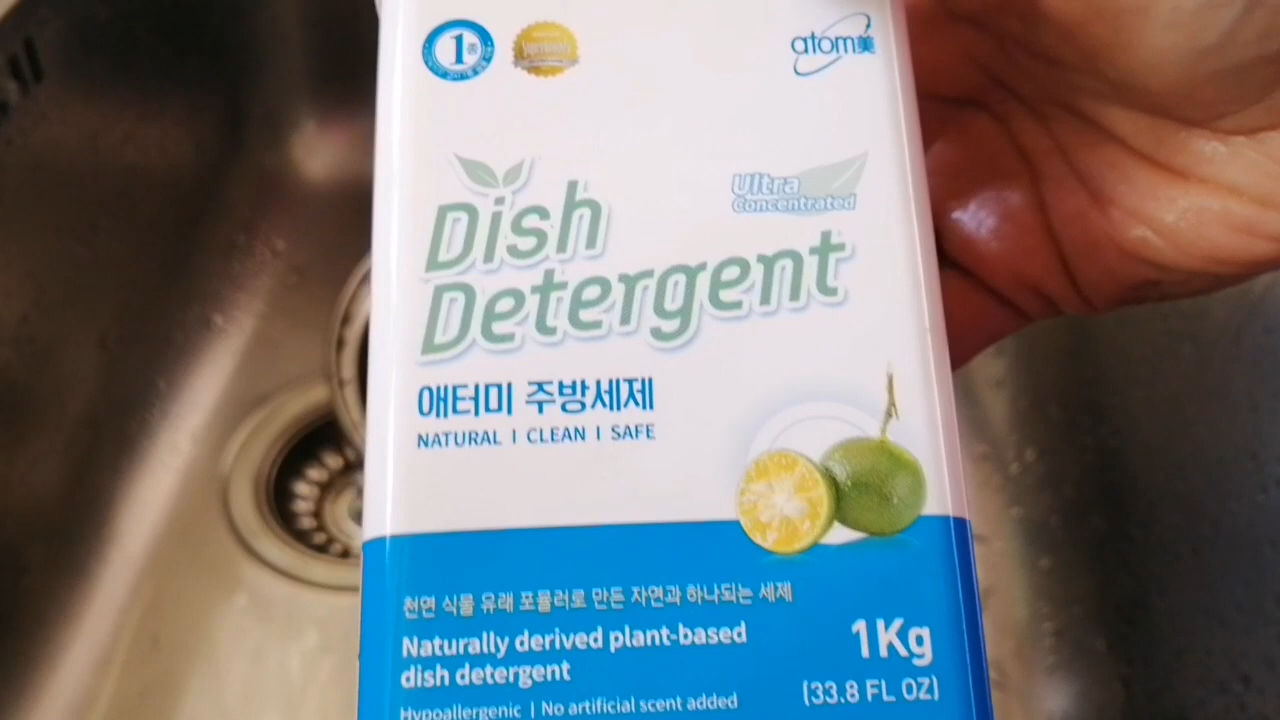 1종
Superbounty
atom美
Ultra
Concentrated
Dish
Detergent
애터미 주방세제
NATURAL | CLEAN | SAFE
천연 식물 유래 포뮬러로 만든 자연과 하나되는 세제
Naturally derived plant-based
dish detergent
1Kg
(33.8 FL OZ)
Hypoallergenic | No artificial scent added